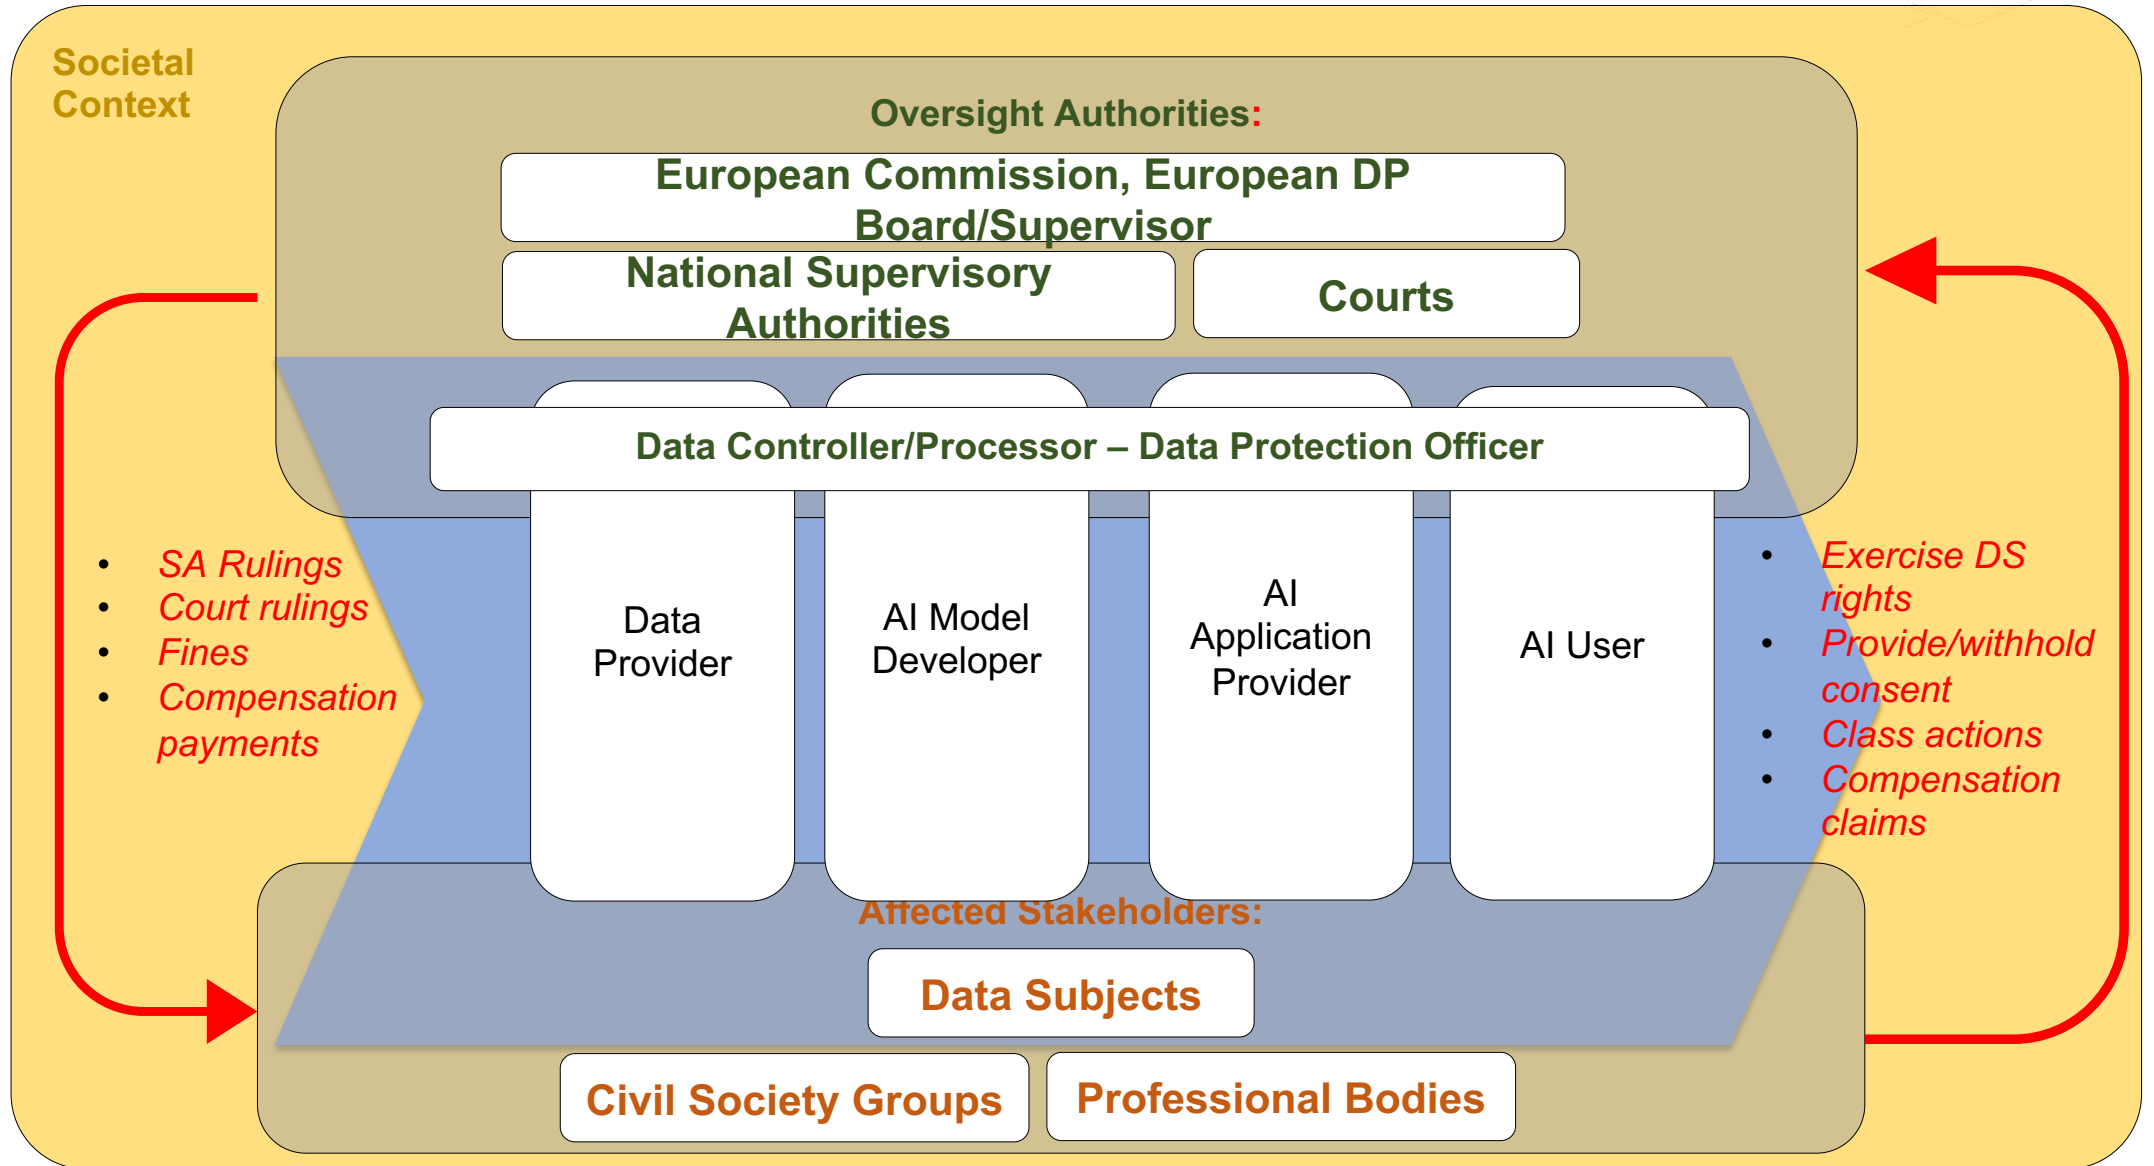 Societal
Context
Oversight Authorities:
European Commission, European DP
Board/Supervisor
National Supervisory
Authorities
Courts
Data Controller/Processor – Data Protection Officer
• SA Rulings
• Court rulings
• Fines
• Compensation
payments
Data
Provider
AI Model
Developer
AI
Application
Provider
AI User
• Exercise DS
rights
• Provide/withhold
consent
• Class actions
• Compensation
claims
Affected Stakeholders:
Data Subjects
Civil Society Groups
Professional Bodies